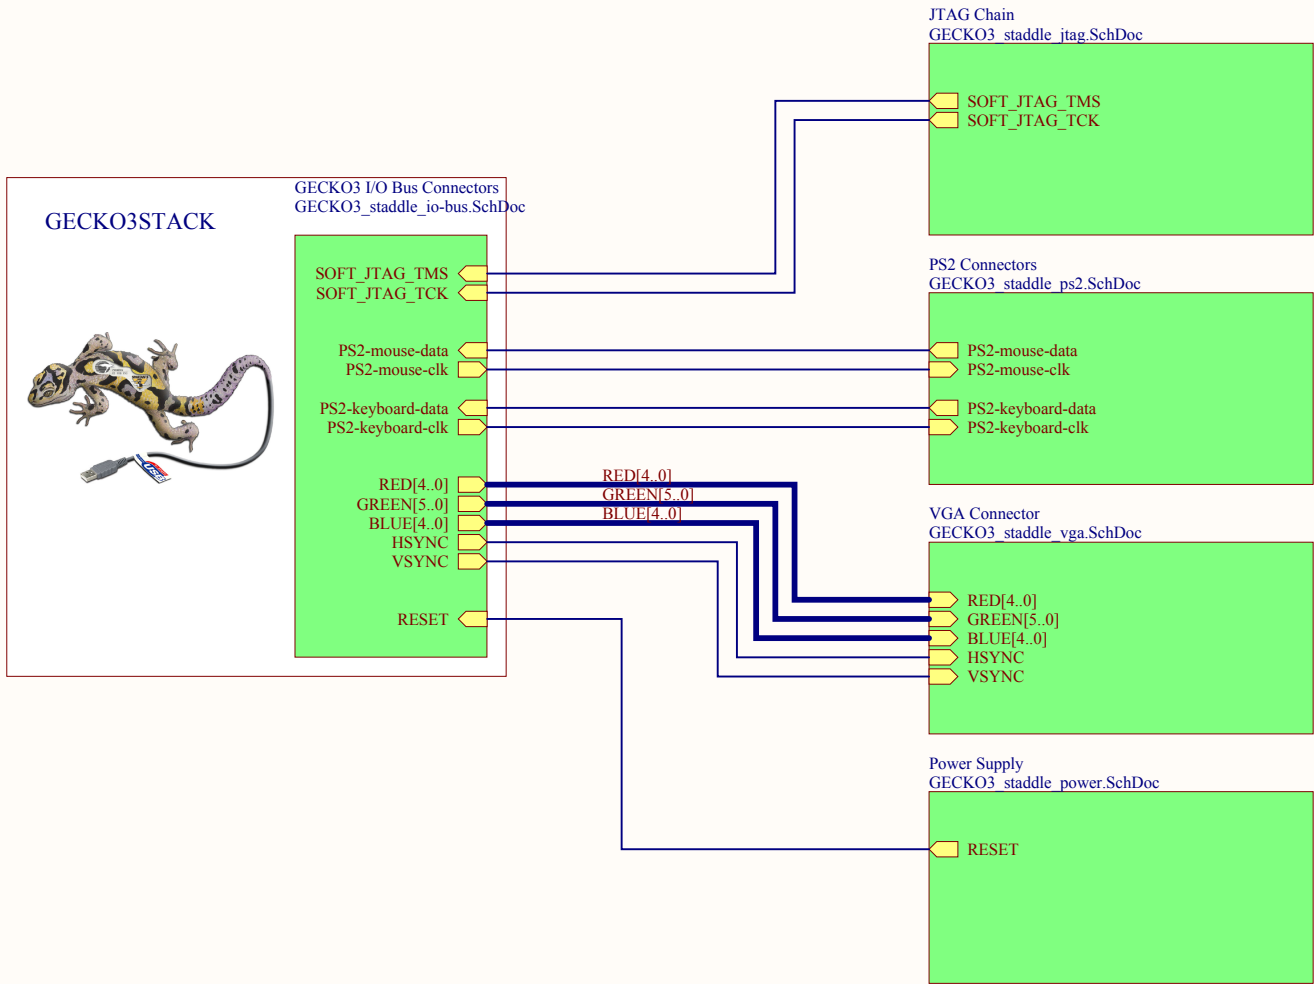 JTAG Chain
GECKO3_staddle_jtag.SchDoc
SOFT_JTAG_TMS
SOFT_JTAG_TCK
GECKO3STACK
GECKO3 I/O Bus Connectors
GECKO3_staddle_io-bus.SchDoc
SOFT_JTAG_TMS
SOFT_JTAG_TCK
PS2-mouse-data
PS2-mouse-clk
PS2-keyboard-data
PS2-keyboard-clk
RED[4..0]
GREEN[5..0]
BLUE[4..0]
HSYNC
VSYNC
RESET
RED[4..0]
GREEN[5..0]
BLUE[4..0]
PS2 Connectors
GECKO3_staddle_ps2.SchDoc
PS2-mouse-data
PS2-mouse-clk
PS2-keyboard-data
PS2-keyboard-clk
VGA Connector
GECKO3_staddle_vga.SchDoc
RED[4..0]
GREEN[5..0]
BLUE[4..0]
HSYNC
VSYNC
Power Supply
GECKO3_staddle_power.SchDoc
RESET